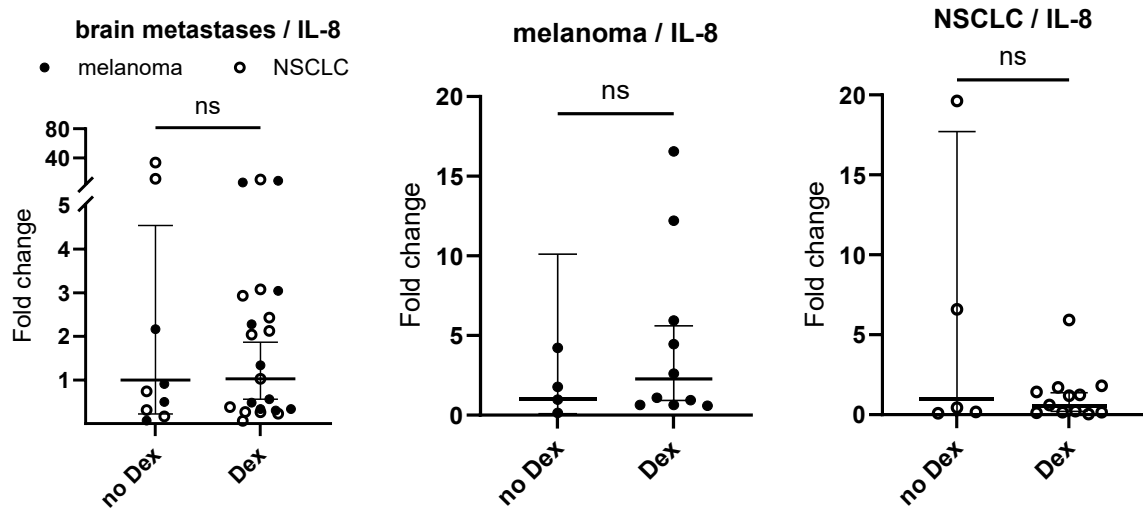 brain metastases / IL-8
melanoma
NSCLC
ns
80
40
5
4
3
2
1
Fold change
no Dex
Dex
melanoma / IL-8
ns
20
15
10
5
0
Fold change
no Dex
Dex
NSCLC / IL-8
ns
20
15
10
5
0
Fold change
no Dex
Dex